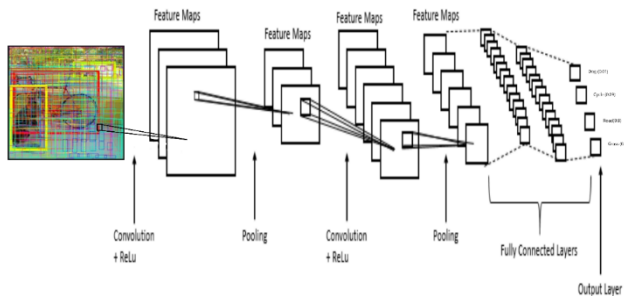 Feature Maps
Feature Maps
Feature Maps
Feature Maps
Convolution
+ ReLu
Pooling
Convolution
+ ReLu
Pooling
Fully Connected Layers
Output Layer